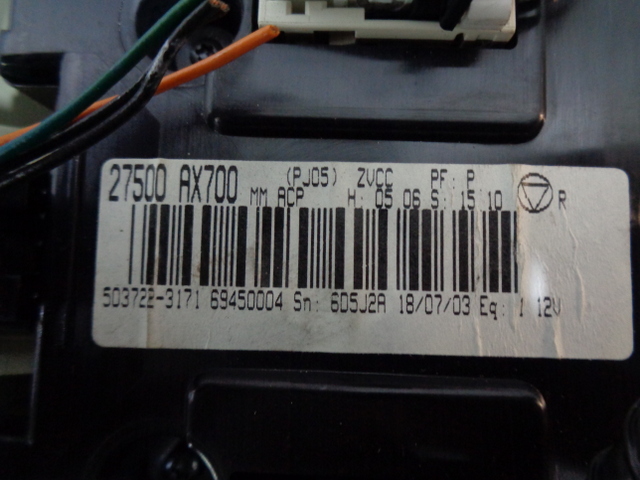 27500 AX700 (PJ05) ZVCC PF: P
MM ACP H: 05 06 S: 15 10 R
503722-3171 69450004 Sn: 6D5J2A 18/07/03 Eq: 1 12V